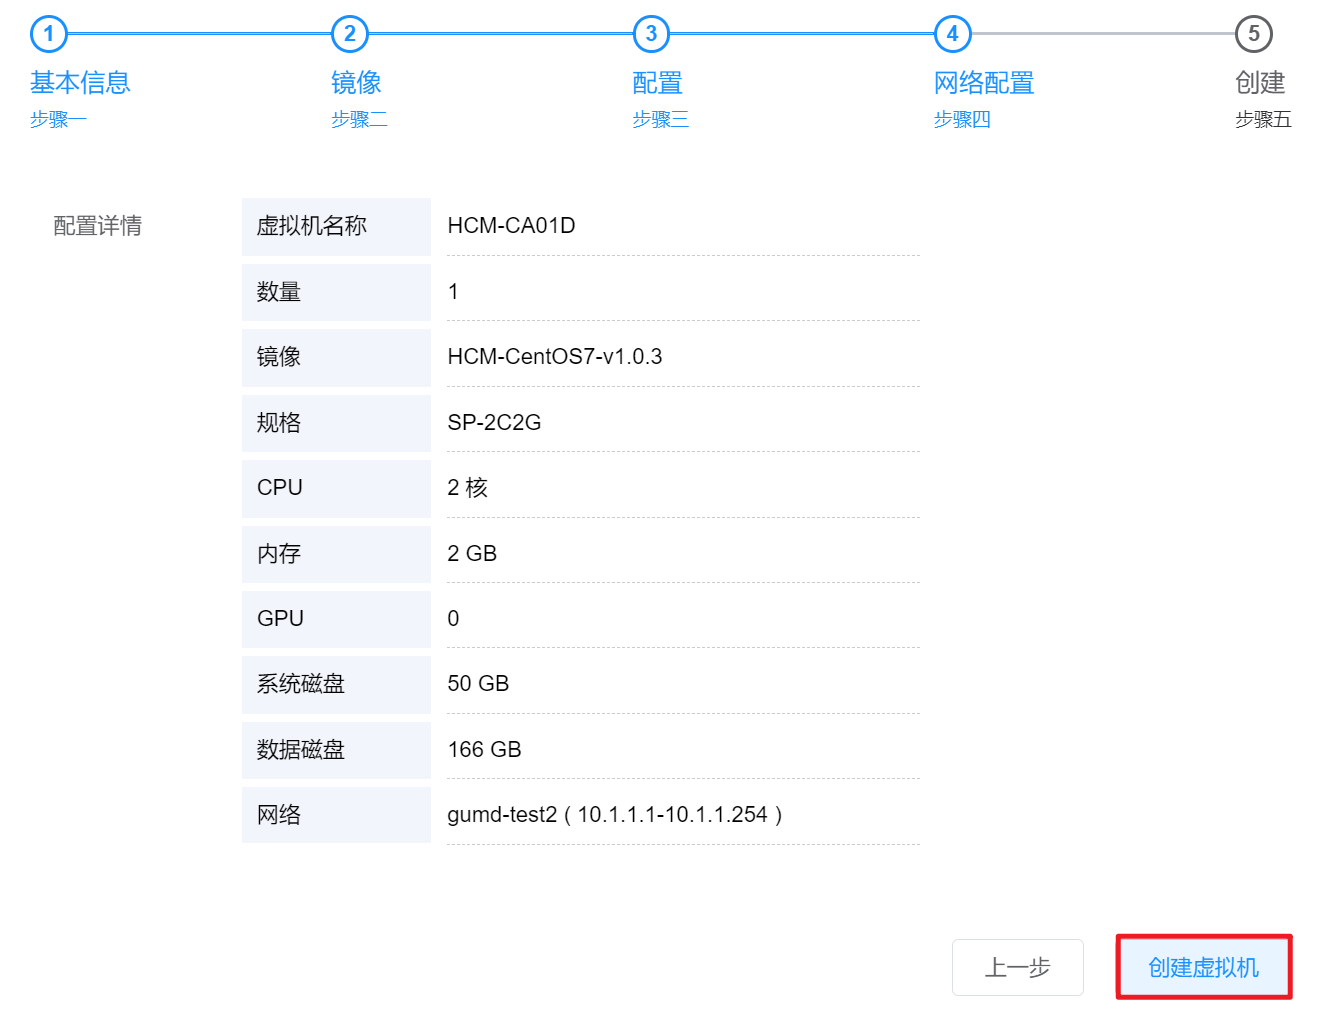 1 2 3 4 5
基本信息 镜像 配置 网络配置 创建
步骤一 步骤二 步骤三 步骤四 步骤五
配置详情 虚拟机名称 HCM-CA01D
数量 1
镜像 HCM-CentOS7-v1.0.3
规格 SP-2C2G
CPU 2 核
内存 2 GB
GPU 0
系统磁盘 50 GB
数据磁盘 166 GB
网络 gumd-test2 ( 10.1.1.1-10.1.1.254 )
上一步 创建虚拟机